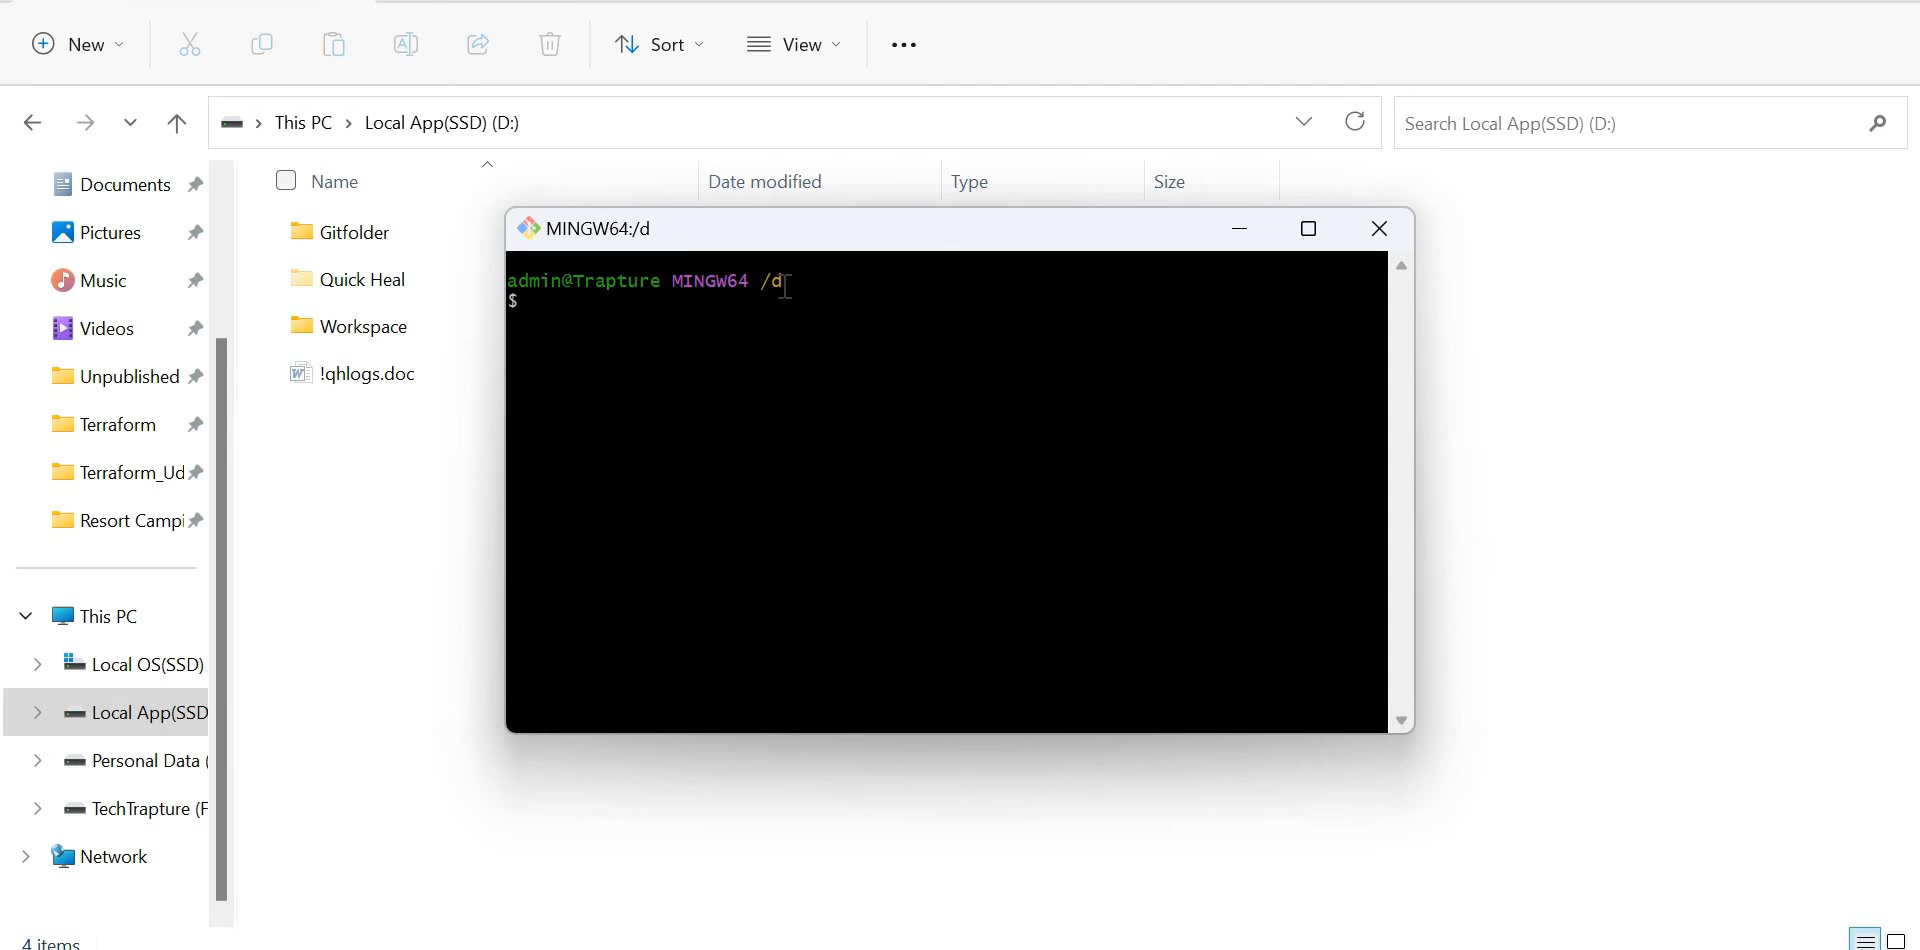 New
Sort
View
This PC
Local App(SSD) (D:)
Search Local App(SSD) (D:)
Documents
Pictures
Music
Videos
Unpublished
Terraform
Terraform_Ud
Resort Campi
This PC
Local OS(SSD)
Local App(SSD
Personal Data (
TechTrapture (F
Network
Name
Date modified
Type
Size
Gitfolder
Quick Heal
Workspace
!qhlogs.doc
MINGW64:/d
admin@Trapture MINGW64 /d
$
4 items